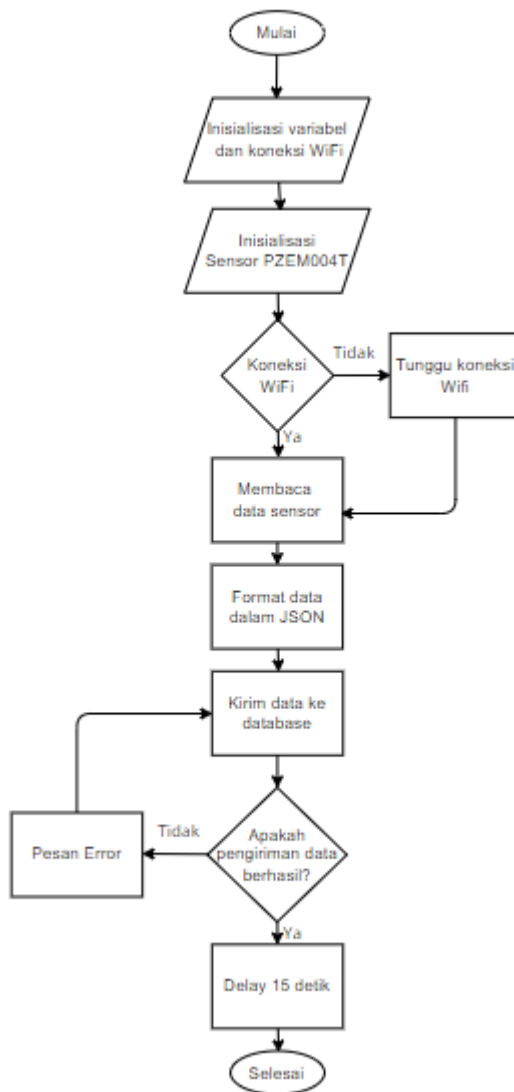 Mulai
Inisialisasi variabel
dan koneksi WiFi
Inisialisasi
Sensor PZEM004T
Koneksi
WiFi
Tidak
Tunggu koneksi
Wifi
Ya
Membaca
data sensor
Format data
dalam JSON
Kirim data ke
database
Apakah
pengiriman data
berhasil?
Tidak
Pesan Error
Ya
Delay 15 detik
Selesai